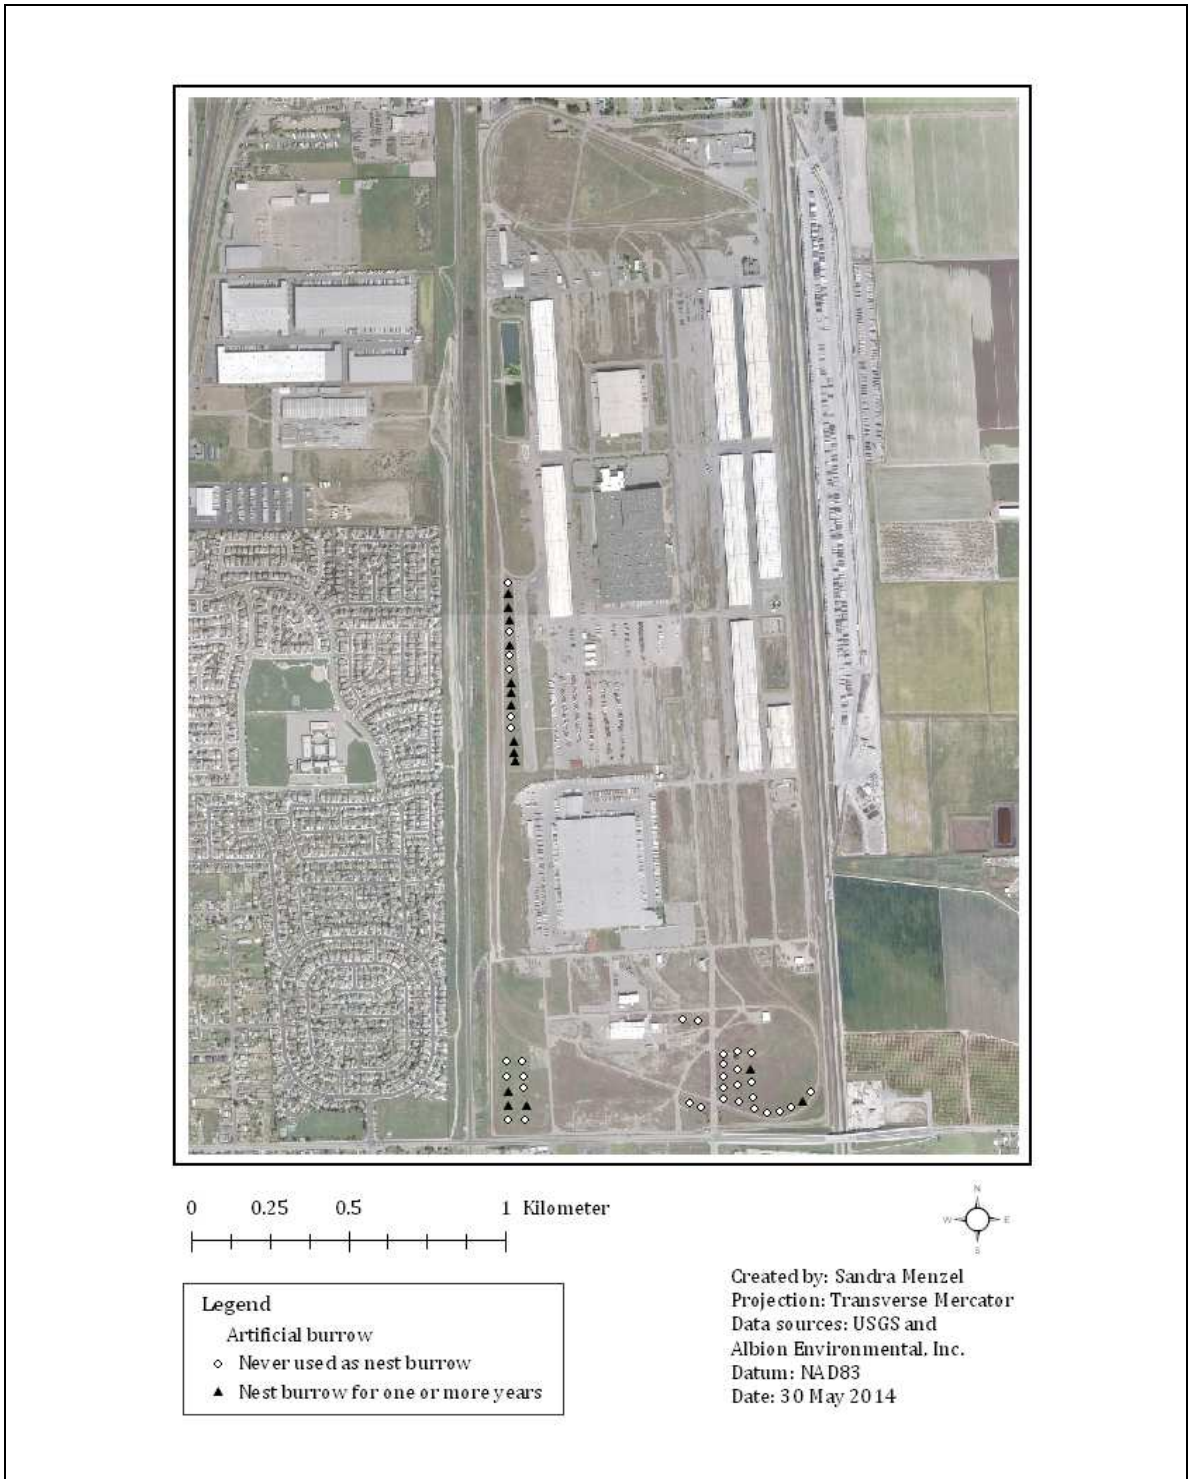 0 0.25 0.5 1 Kilometer
N
W E
S
Legend
Artificial burrow
Never used as nest burrow
Nest burrow for one or more years
Created by: Sandra Menzel
Projection: Transverse Mercator
Data sources: USGS and
Albion Environmental, Inc.
Datum: NAD83
Date: 30 May 2014